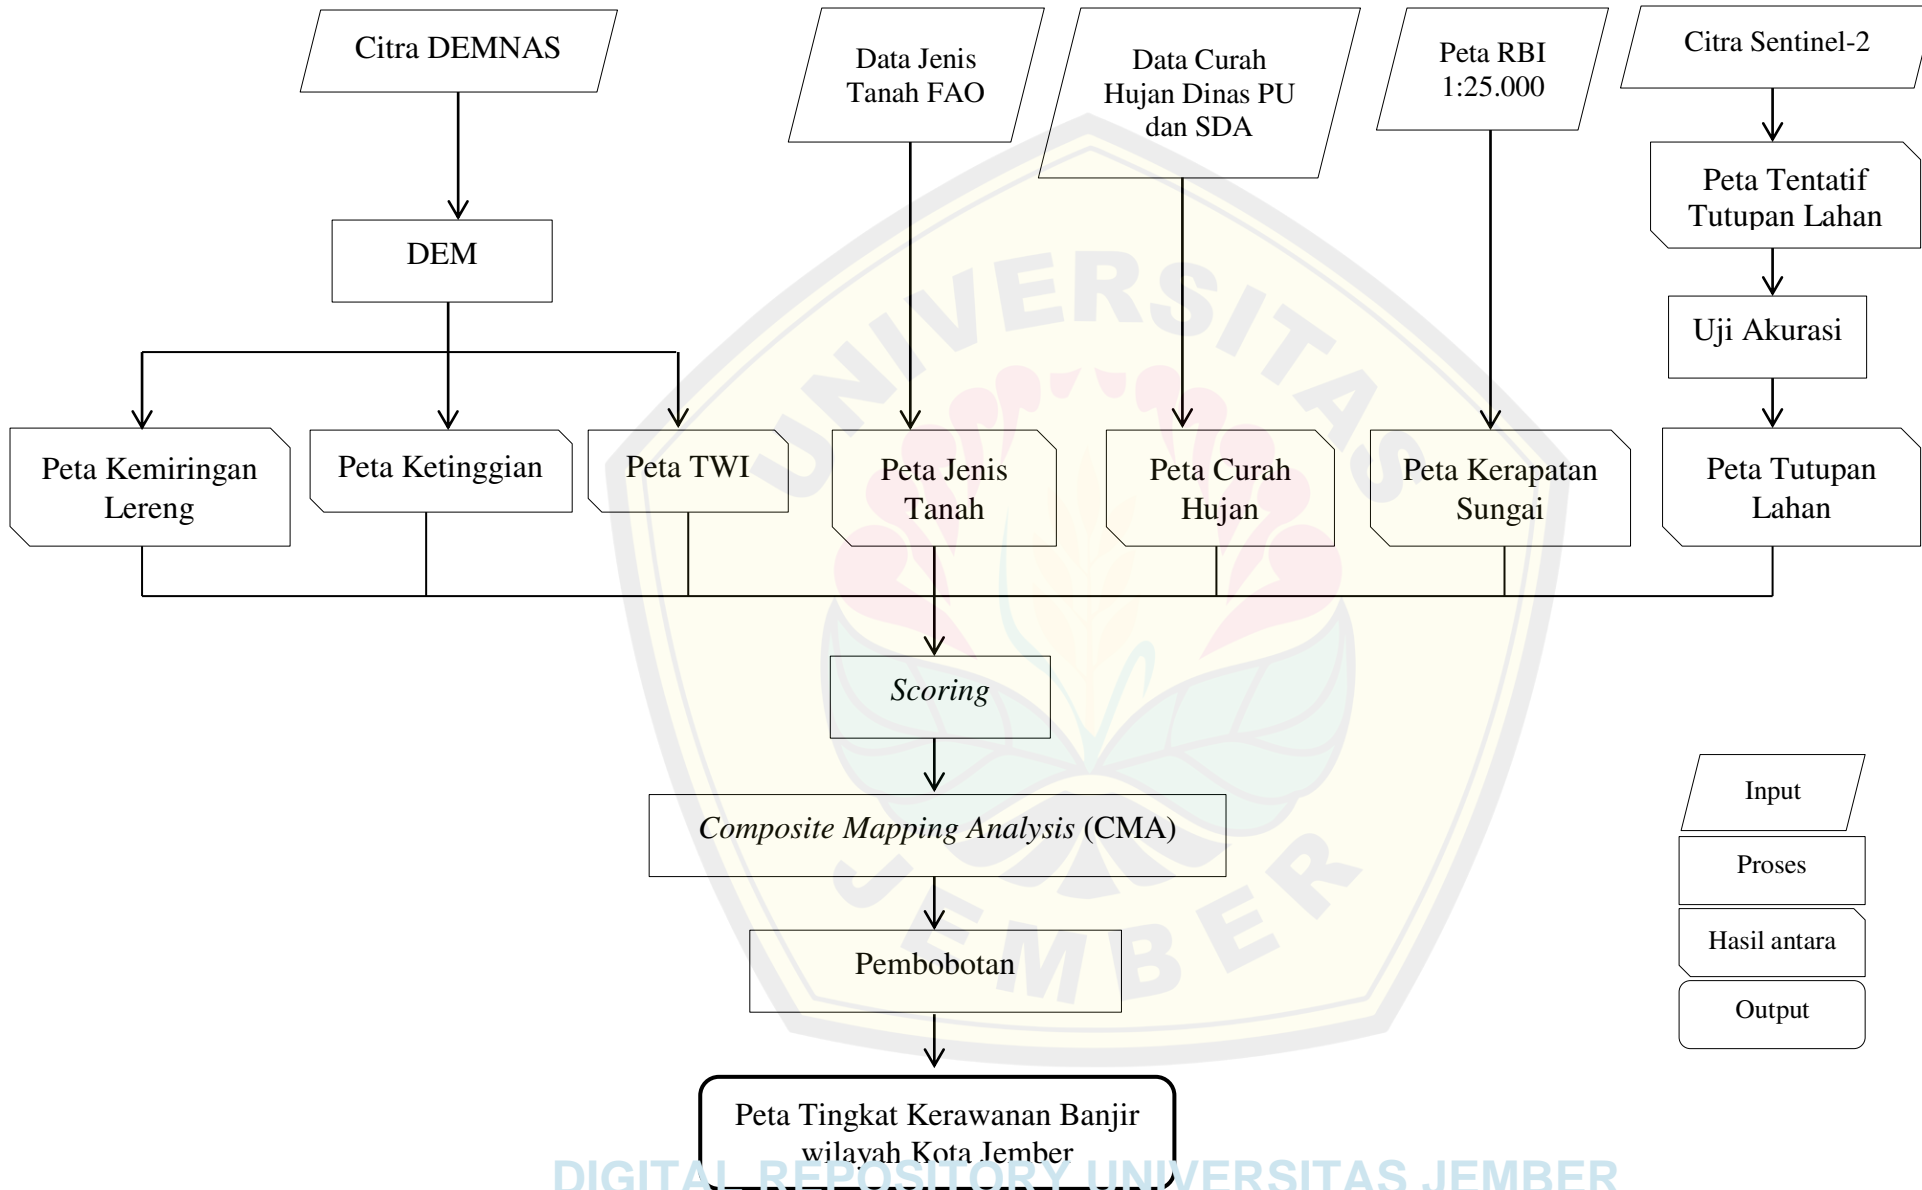 Citra DEMNAS
Data Jenis
Tanah FAO
Data Curah
Hujan Dinas PU
dan SDA
Peta RBI
1:25.000
Citra Sentinel-2
Peta Tentatif
Tutupan Lahan
DEM
Uji Akurasi
Peta Kemiringan
Lereng
Peta Ketinggian
Peta TWI
Peta Jenis
Tanah
Peta Curah
Hujan
Peta Kerapatan
Sungai
Peta Tutupan
Lahan
Scoring
Composite Mapping Analysis (CMA)
Pembobotan
Peta Tingkat Kerawanan Banjir
wilayah Kota Jember
Input
Proses
Hasil antara
Output
UNIVERSITAS
JEMBER
DIGITAL REPOSITORY UNIVERSITAS JEMBER